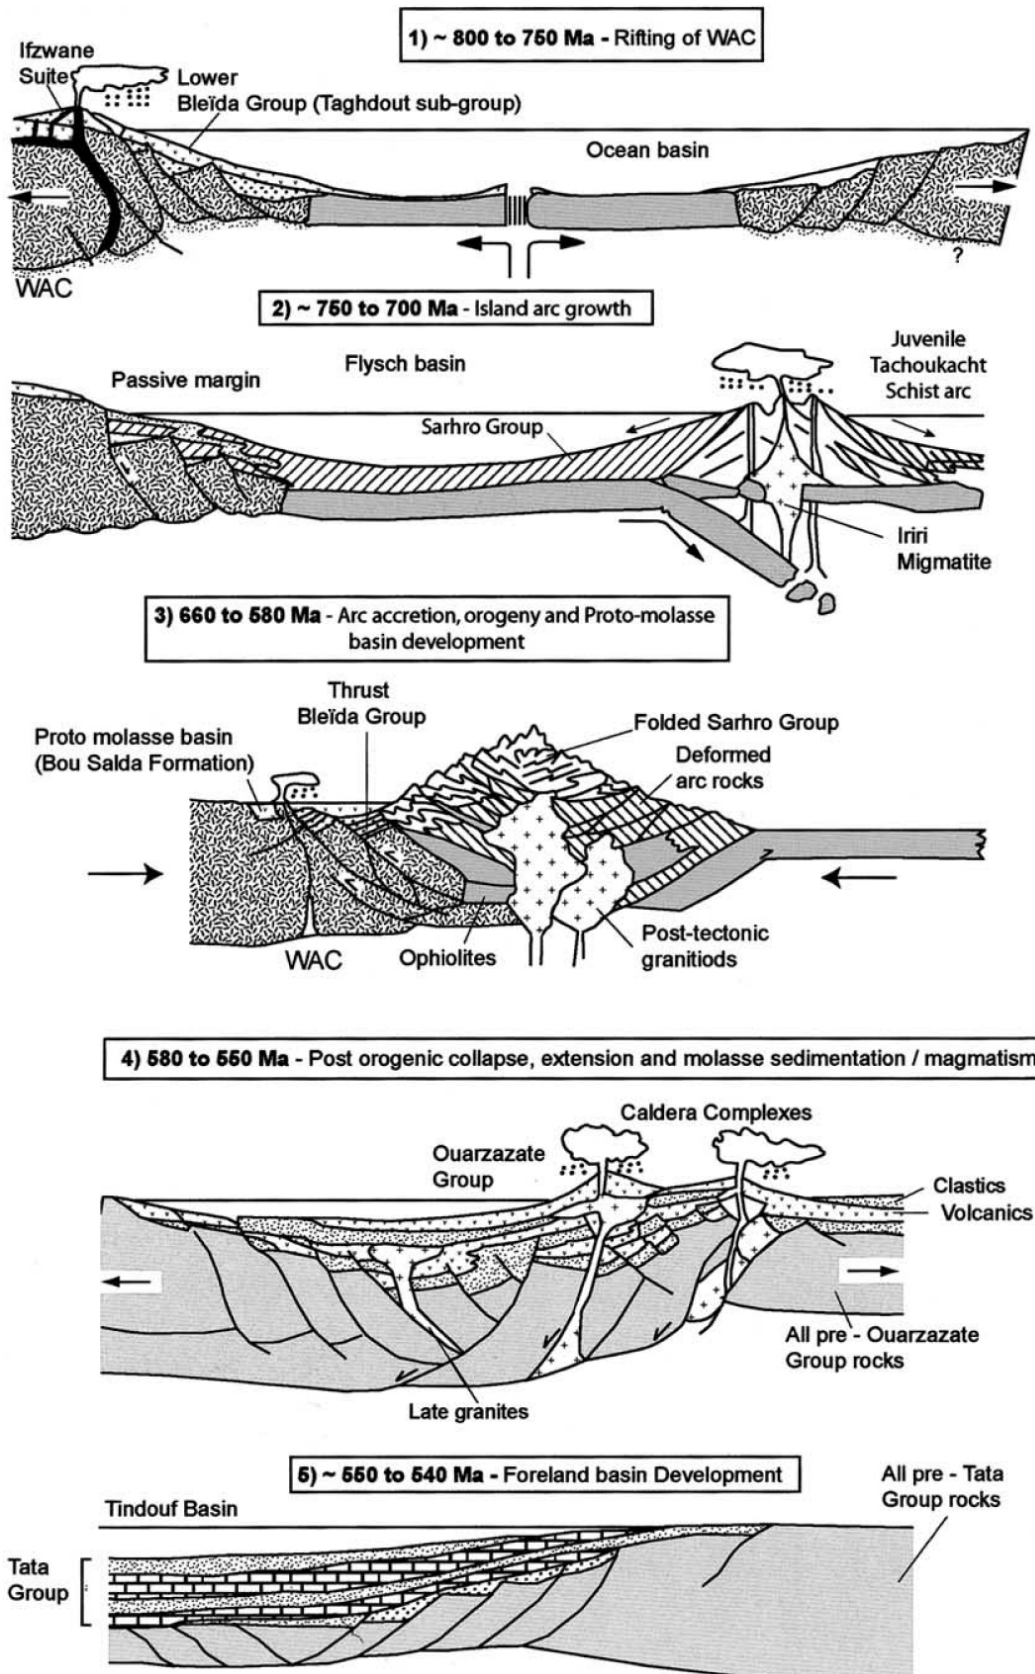 1) ~ 800 to 750 Ma - Rifting of WAC
Ifzwane
Suite
Lower
Bleïda Group (Taghdout sub-group)
Ocean basin
WAC
?
2) ~ 750 to 700 Ma - Island arc growth
Flysch basin
Passive margin
Juvenile
Tachoukacht
Schist arc
Sarhro Group
Iriri
Migmatite
3) 660 to 580 Ma - Arc accretion, orogeny and Proto-molasse
basin development
Thrust
Bleïda Group
Proto molasse basin
(Bou Salda Formation)
Folded Sarhro Group
Deformed
arc rocks
WAC
Ophiolites
Post-tectonic
granitiods
4) 580 to 550 Ma - Post orogenic collapse, extension and molasse sedimentation / magmatism
Caldera Complexes
Ouarzazate
Group
Clastics
Volcanics
All pre - Ouarzazate
Group rocks
Late granites
5) ~ 550 to 540 Ma - Foreland basin Development
All pre - Tata
Group rocks
Tindouf Basin
Tata
Group